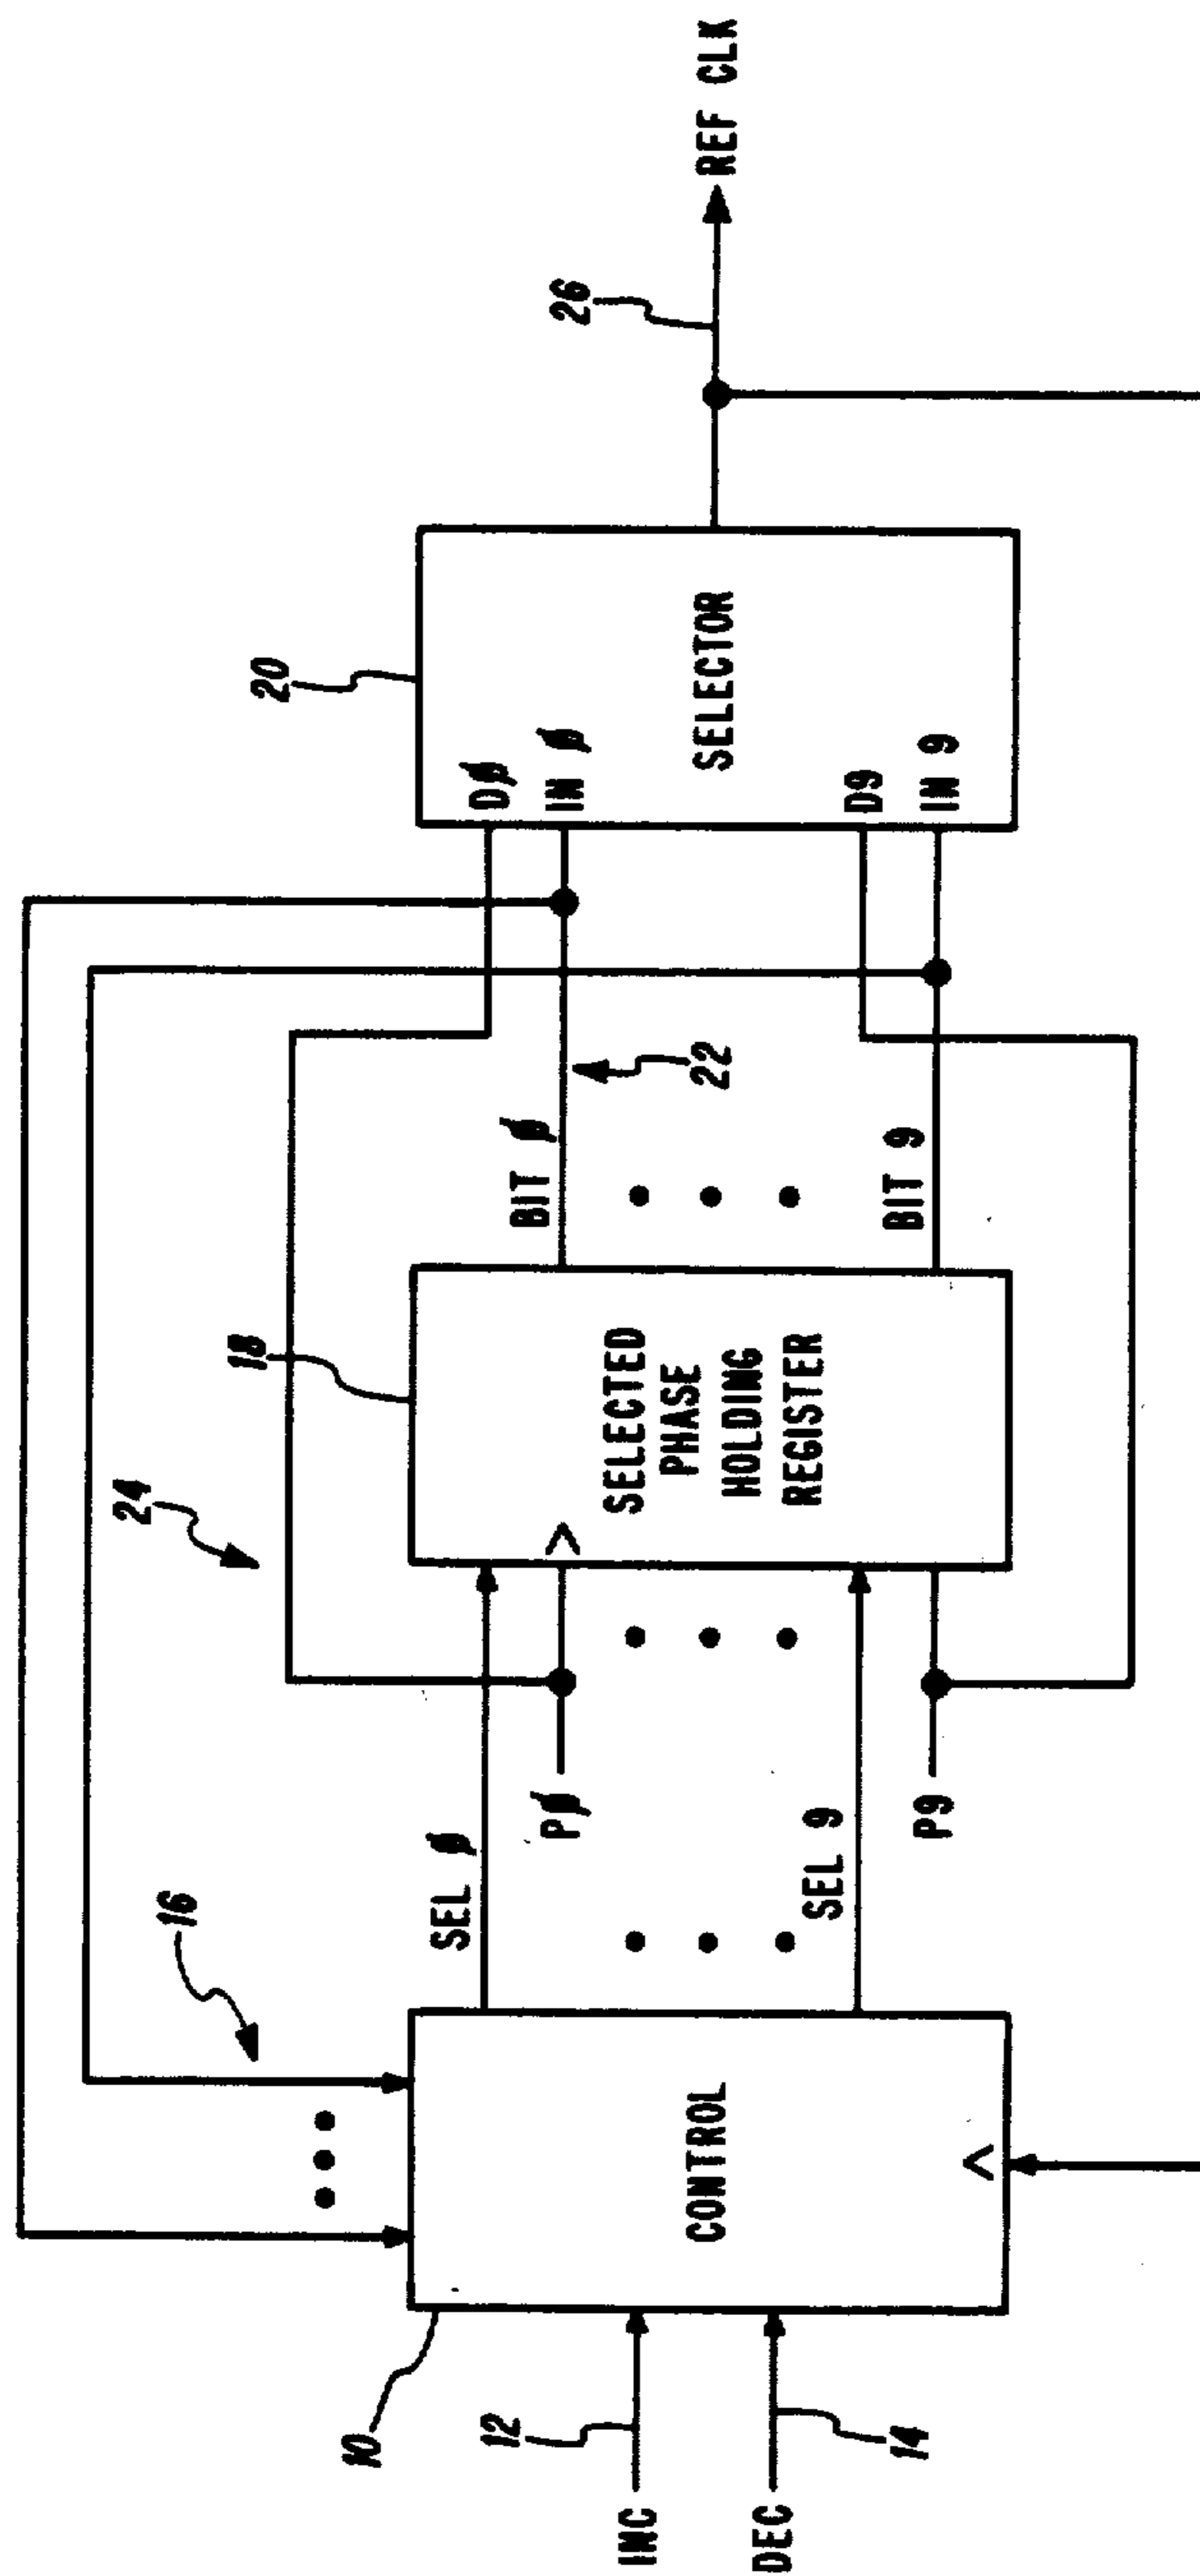 INC
DEC
12
14
10
CONTROL
16
SEL Ø
SEL 9
PØ
P9
24
18
SELECTED
PHASE
HOLDING
REGISTER
BIT Ø
BIT 9
22
20
DØ
IN Ø
D9
IN 9
SELECTOR
26
REF CLK